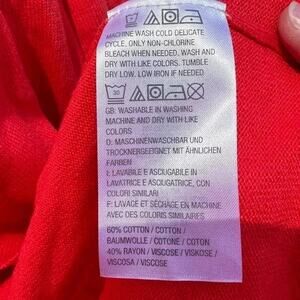 MACHINE WASH COLD DELICATE
CYCLE. ONLY NON-CHLORINE
BLEACH WHEN NEEDED. WASH AND
DRY WITH LIKE COLORS. TUMBLE
DRY LOW. LOW IRON IF NEEDED
30
GB: WASHABLE IN WASHING
MACHINE AND DRY WITH LIKE
COLORS
D: MASCHINENWASCHBAR UND
TROCKNERGEEIGNET MIT ÄHNLICHEN
FARBEN
I: LAVABILE E ASCIUGABILE IN
LAVATRICE E ASCIUGATRICE, CON
COLORI SIMILARI
F: LAVAGE ET SÉCHAGE EN MACHINE
AVEC DES COLORIS SIMILAIRES
60% COTTON / COTTON /
BAUMWOLLE / COTONE / COTON
40% RAYON / VISCOSE / VISKOSE /
VISCOSA / VISCOSE